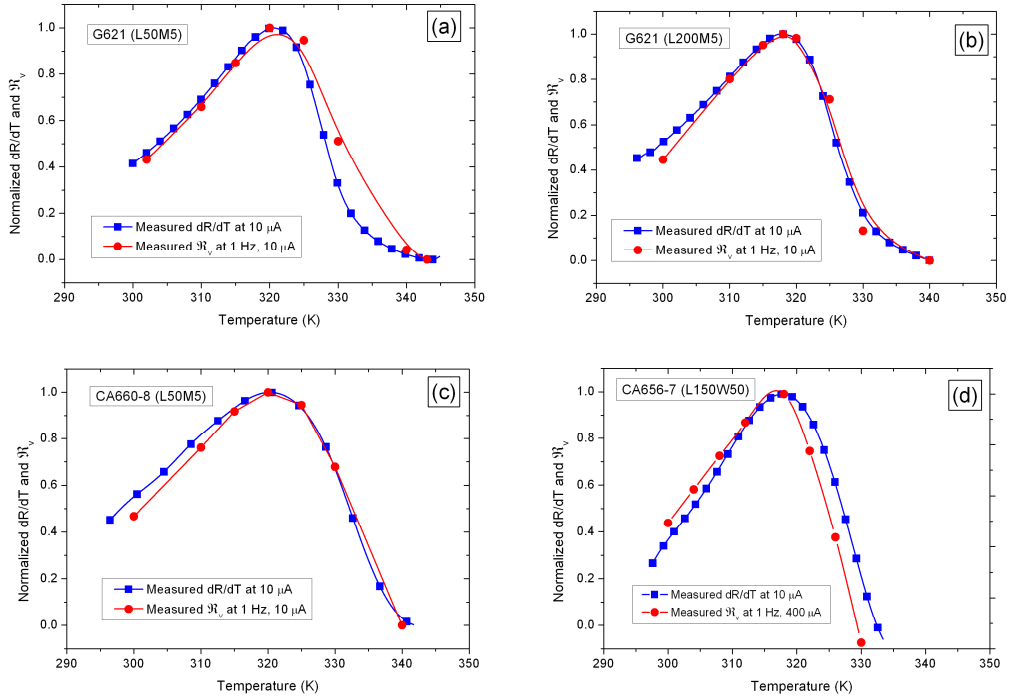 G621 (L50M5)
(a)
1.0
0.8
0.6
0.4
0.2
0.0
Normalized dR/dT and ℜv
Measured dR/dT at 10 μA
Measured ℜv at 1 Hz, 10 μA
290 300 310 320 330 340 350
Temperature (K)
G621 (L200M5)
(b)
1.0
0.8
0.6
0.4
0.2
0.0
Normalized dR/dT and ℜv
Measured dR/dT at 10 μA
Measured ℜv at 1 Hz, 10 μA
290 300 310 320 330 340 350
Temperature (K)
CA660-8 (L50M5)
(c)
1.0
0.8
0.6
0.4
0.2
0.0
Normalized dR/dT and ℜv
Measured dR/dT at 10 μA
Measured ℜv at 1 Hz, 10 μA
290 300 310 320 330 340 350
Temperature (K)
CA656-7 (L150W50)
(d)
1.0
0.8
0.6
0.4
0.2
0.0
Normalized dR/dT and ℜv
Measured dR/dT at 10 μA
Measured ℜv at 1 Hz, 400 μA
290 300 310 320 330 340 350
Temperature (K)